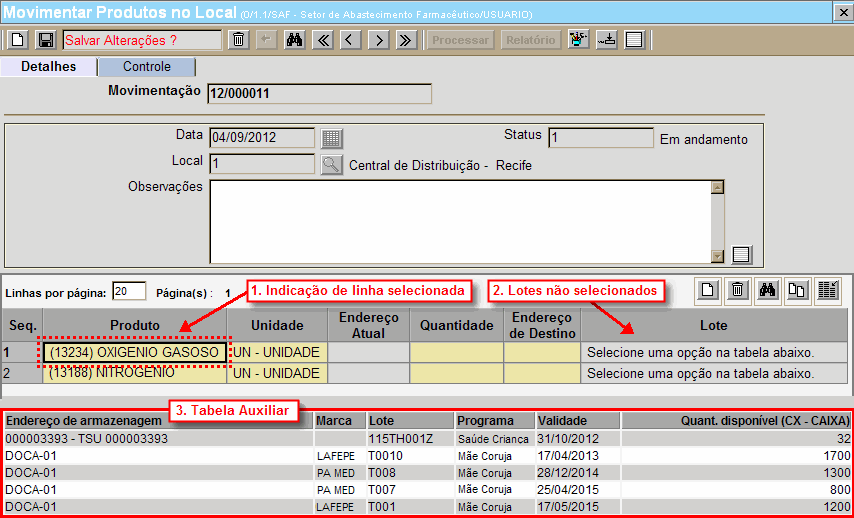 Movimentar Produtos no Local (0/1.1/SAF - Setor de Abastecimento Farmacêutico/USUARIO)
Salvar Alterações ? Processar Relatório
Detalhes Controle
Movimentação 12/000011
Data 04/09/2012 Status 1 Em andamento
Local 1 Central de Distribuição - Recife
Observações
Linhas por página: 20 Página(s) : 1 1. Indicação de linha selecionada 2. Lotes não selecionados
Seq. Produto Unidade Endereço Atual Quantidade Endereço de Destino Lote
1 (13234) OXIGENIO GASOSO UN - UNIDADE Selecione uma opção na tabela abaixo.
2 (13188) NITROGENIO UN - UNIDADE Selecione uma opção na tabela abaixo.
3. Tabela Auxiliar
Endereço de armazenagem Marca Lote Programa Validade Quant. disponível (CX - CAIXA)
000003393 - TSU 000003393 115TH001Z Saúde Criança 31/10/2012 32
DOCA-01 LAFEPE T0010 Mãe Coruja 17/04/2013 1700
DOCA-01 PA MED T008 Mãe Coruja 28/12/2014 1300
DOCA-01 PA MED T007 Mãe Coruja 25/04/2015 800
DOCA-01 LAFEPE T001 Mãe Coruja 17/05/2015 1200